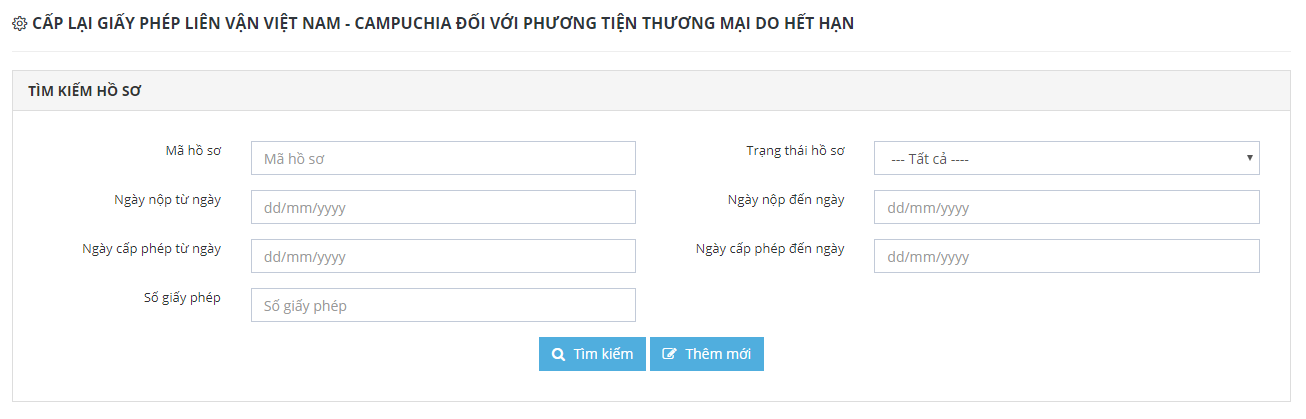 CẤP LẠI GIẤY PHÉP LIÊN VẬN VIỆT NAM - CAMPUCHIA ĐỐI VỚI PHƯƠNG TIỆN THƯƠNG MẠI DO HẾT HẠN
TÌM KIẾM HỒ SƠ
Mã hồ sơ Mã hồ sơ Trạng thái hồ sơ --- Tất cả ----
Ngày nộp từ ngày dd/mm/yyyy Ngày nộp đến ngày dd/mm/yyyy
Ngày cấp phép từ ngày dd/mm/yyyy Ngày cấp phép đến ngày dd/mm/yyyy
Số giấy phép Số giấy phép
Tìm kiếm Thêm mới